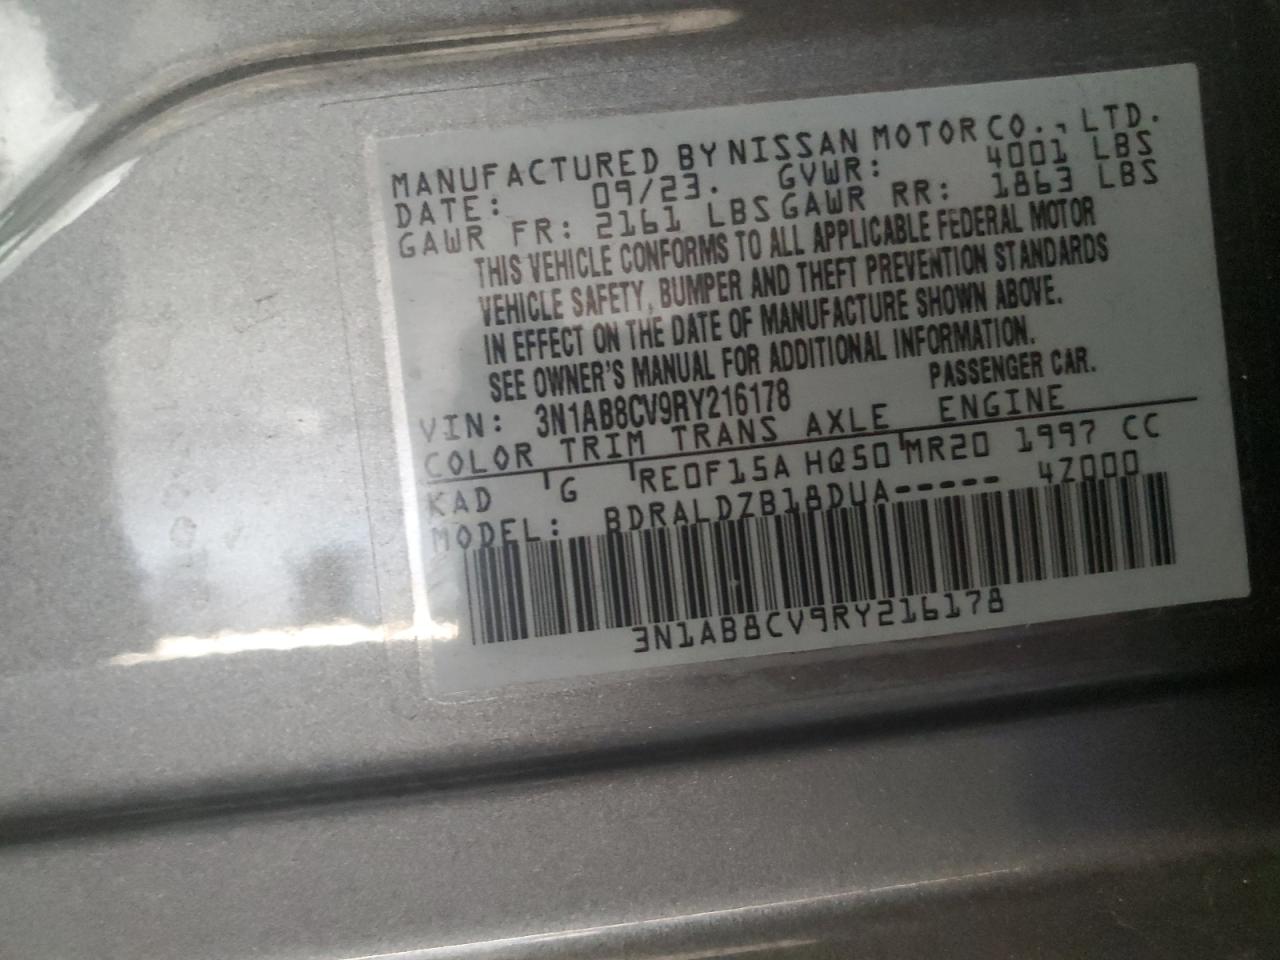 MANUFACTURED BY NISSAN MOTOR CO., LTD.
DATE: 09/23. GVWR: 4001 LBS
GAWR FR: 2161 LBS GAWR RR: 1863 LBS
THIS VEHICLE CONFORMS TO ALL APPLICABLE FEDERAL MOTOR
VEHICLE SAFETY, BUMPER AND THEFT PREVENTION STANDARDS
IN EFFECT ON THE DATE OF MANUFACTURE SHOWN ABOVE.
SEE OWNER'S MANUAL FOR ADDITIONAL INFORMATION.
VIN: 3N1AB8CV9RY216178 PASSENGER CAR.
COLOR TRIM TRANS AXLE ENGINE
KAD G RE0F15A HQ50 MR20 1997 CC
MODEL: BDRALDZB18DUA----- 4Z000
3N1AB8CV9RY216178